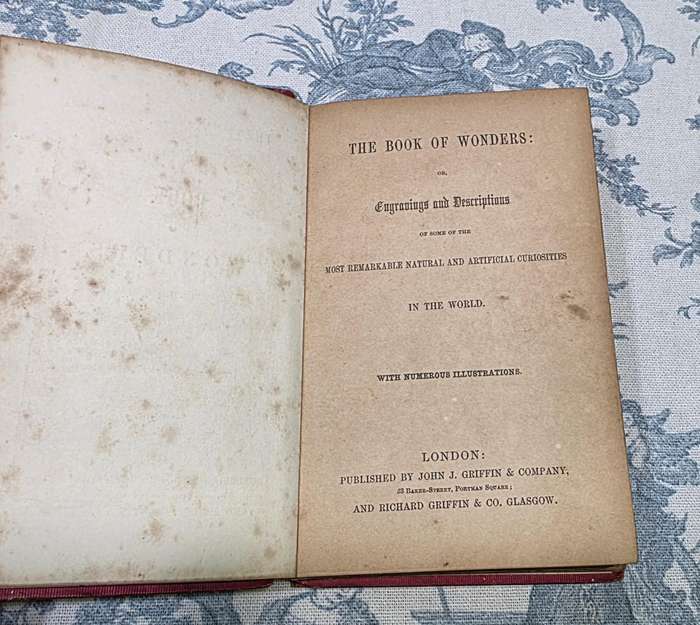 THE BOOK OF WONDERS:
OR,
Engravings and Descriptions
OF SOME OF THE
MOST REMARKABLE NATURAL AND ARTIFICIAL CURIOSITIES
IN THE WORLD.
WITH NUMEROUS ILLUSTRATIONS.
LONDON:
PUBLISHED BY JOHN J. GRIFFIN & COMPANY,
53 BAKER-STREET, PORTMAN SQUARE;
AND RICHARD GRIFFIN & CO. GLASGOW.